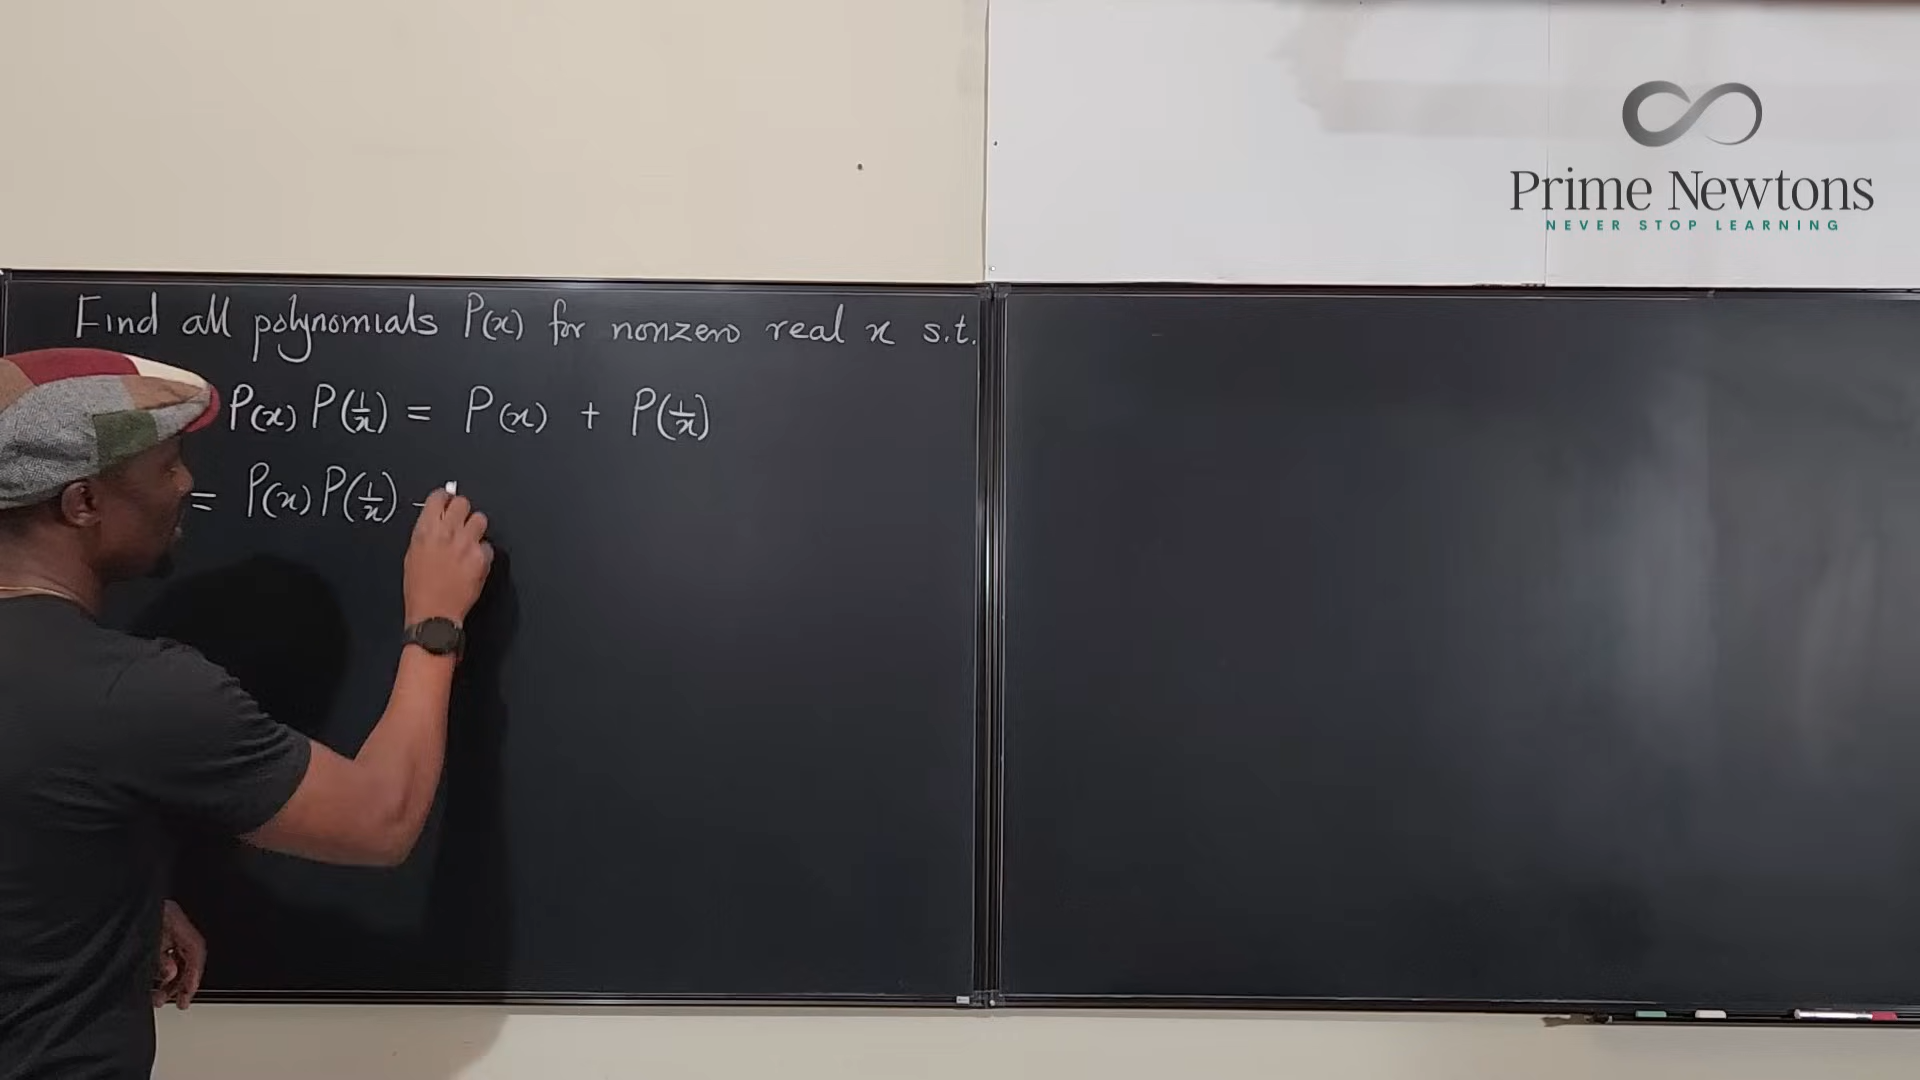 Prime Newtons
NEVER STOP LEARNING
Find all polynomials P(x) for nonzero real x s.t.
P(x) P(1/x) = P(x) + P(1/x)
= P(x) P(1/x) -